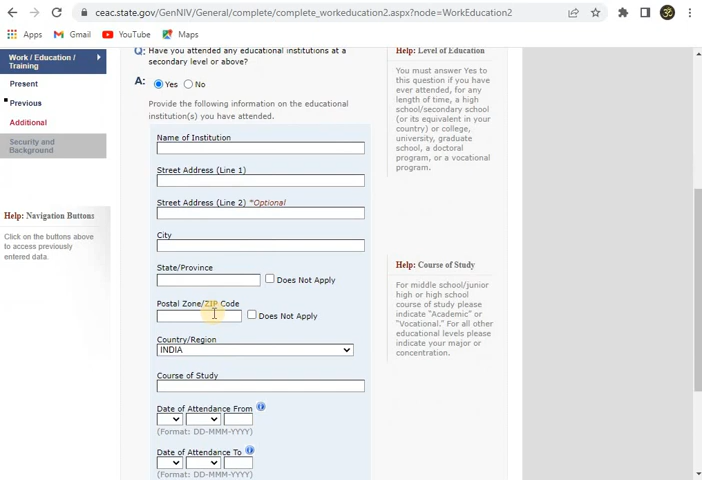 ceac.state.gov/GenNIV/General/complete/complete_workeducation2.aspx?node=WorkEducation2
Apps Gmail YouTube Maps
Work / Education /
Training
Present
Previous
Additional
Security and
Background
Help: Navigation Buttons
Click on the buttons above
to access previously
entered data.
Q: Have you attended any educational institutions at a
secondary level or above?
A: Yes No
Provide the following information on the educational
institution(s) you have attended.
Name of Institution
Street Address (Line 1)
Street Address (Line 2) *Optional
City
State/Province
Does Not Apply
Postal Zone/ZIP Code
Does Not Apply
Country/Region
INDIA
Course of Study
Date of Attendance From
(Format: DD-MMM-YYYY)
Date of Attendance To
(Format: DD-MMM-YYYY)
Help: Level of Education
You must answer Yes to
this question if you have
ever attended, for any
length of time, a high
school/secondary school
(or its equivalent in your
country) or college,
university, graduate
school, a doctoral
program, or a vocational
program.
Help: Course of Study
For middle school/junior
high or high school
course of study please
indicate "Academic" or
"Vocational." For all other
educational levels please
indicate your major or
concentration.